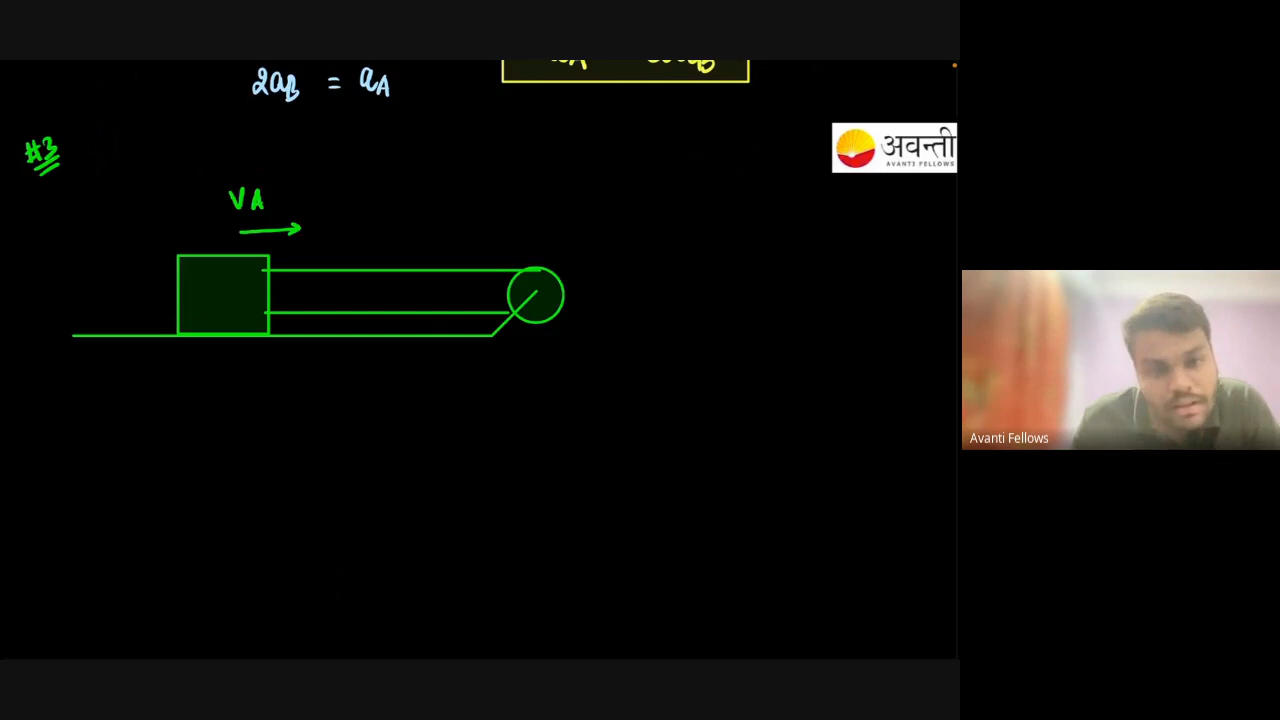 2aB = aA
#3
अवन्ती
AVANTI FELLOWS
VA
Avanti Fellows